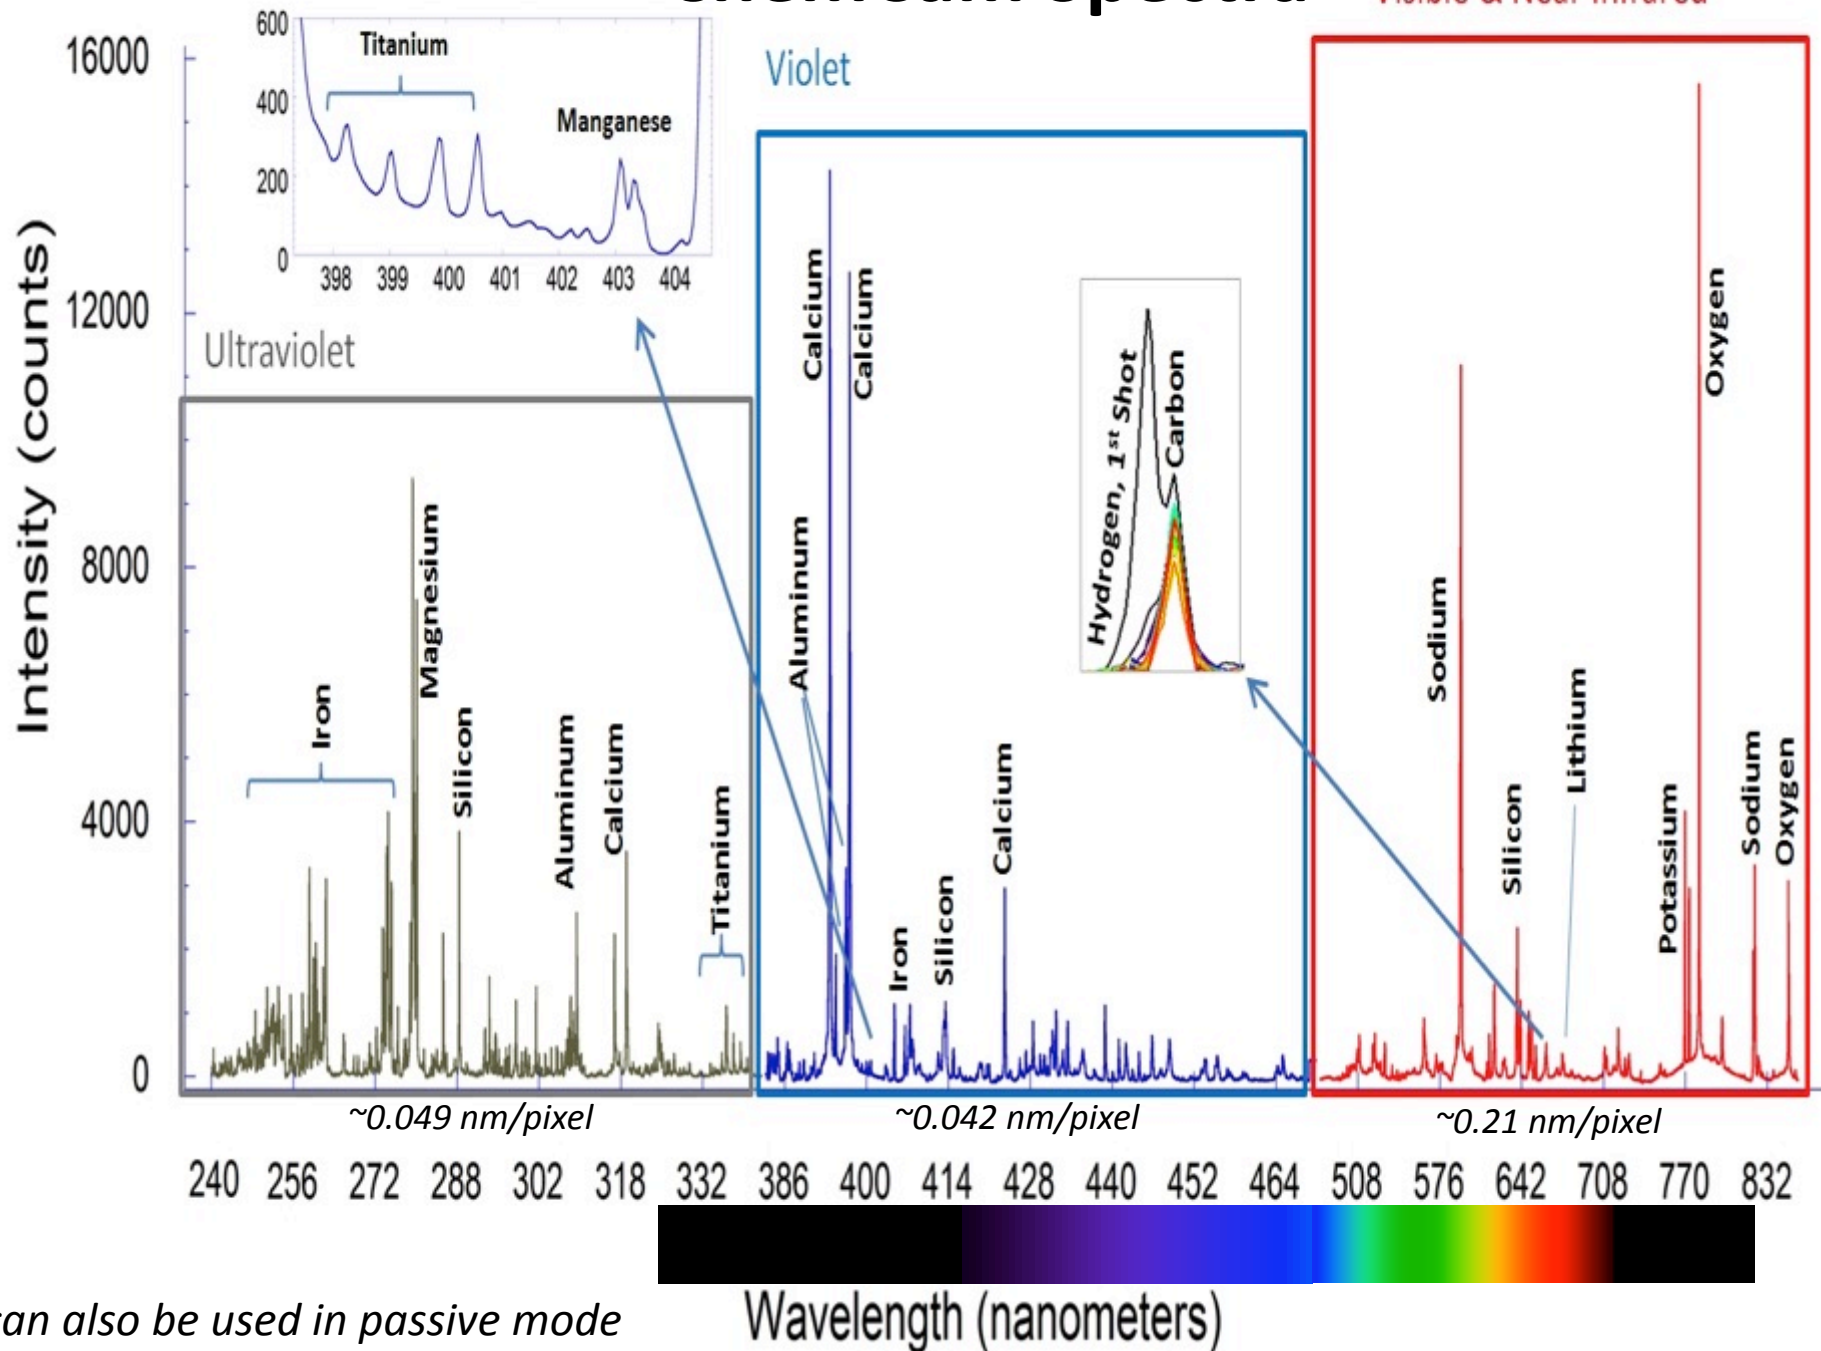 600
400
200
0
Titanium
Manganese
398 399 400 401 402 403 404
16000
12000
8000
4000
0
Intensity (counts)
Ultraviolet
Iron
Magnesium
Silicon
Aluminum
Calcium
Titanium
~0.049 nm/pixel
Violet
Calcium
Calcium
Aluminum
Iron
Silicon
Calcium
Hydrogen, 1st Shot
Carbon
~0.042 nm/pixel
Sodium
Silicon
Lithium
Potassium
Oxygen
Sodium
Oxygen
~0.21 nm/pixel
240 256 272 288 302 318 332 386 400 414 428 440 452 464 508 576 642 708 770 832
Wavelength (nanometers)
can also be used in passive mode